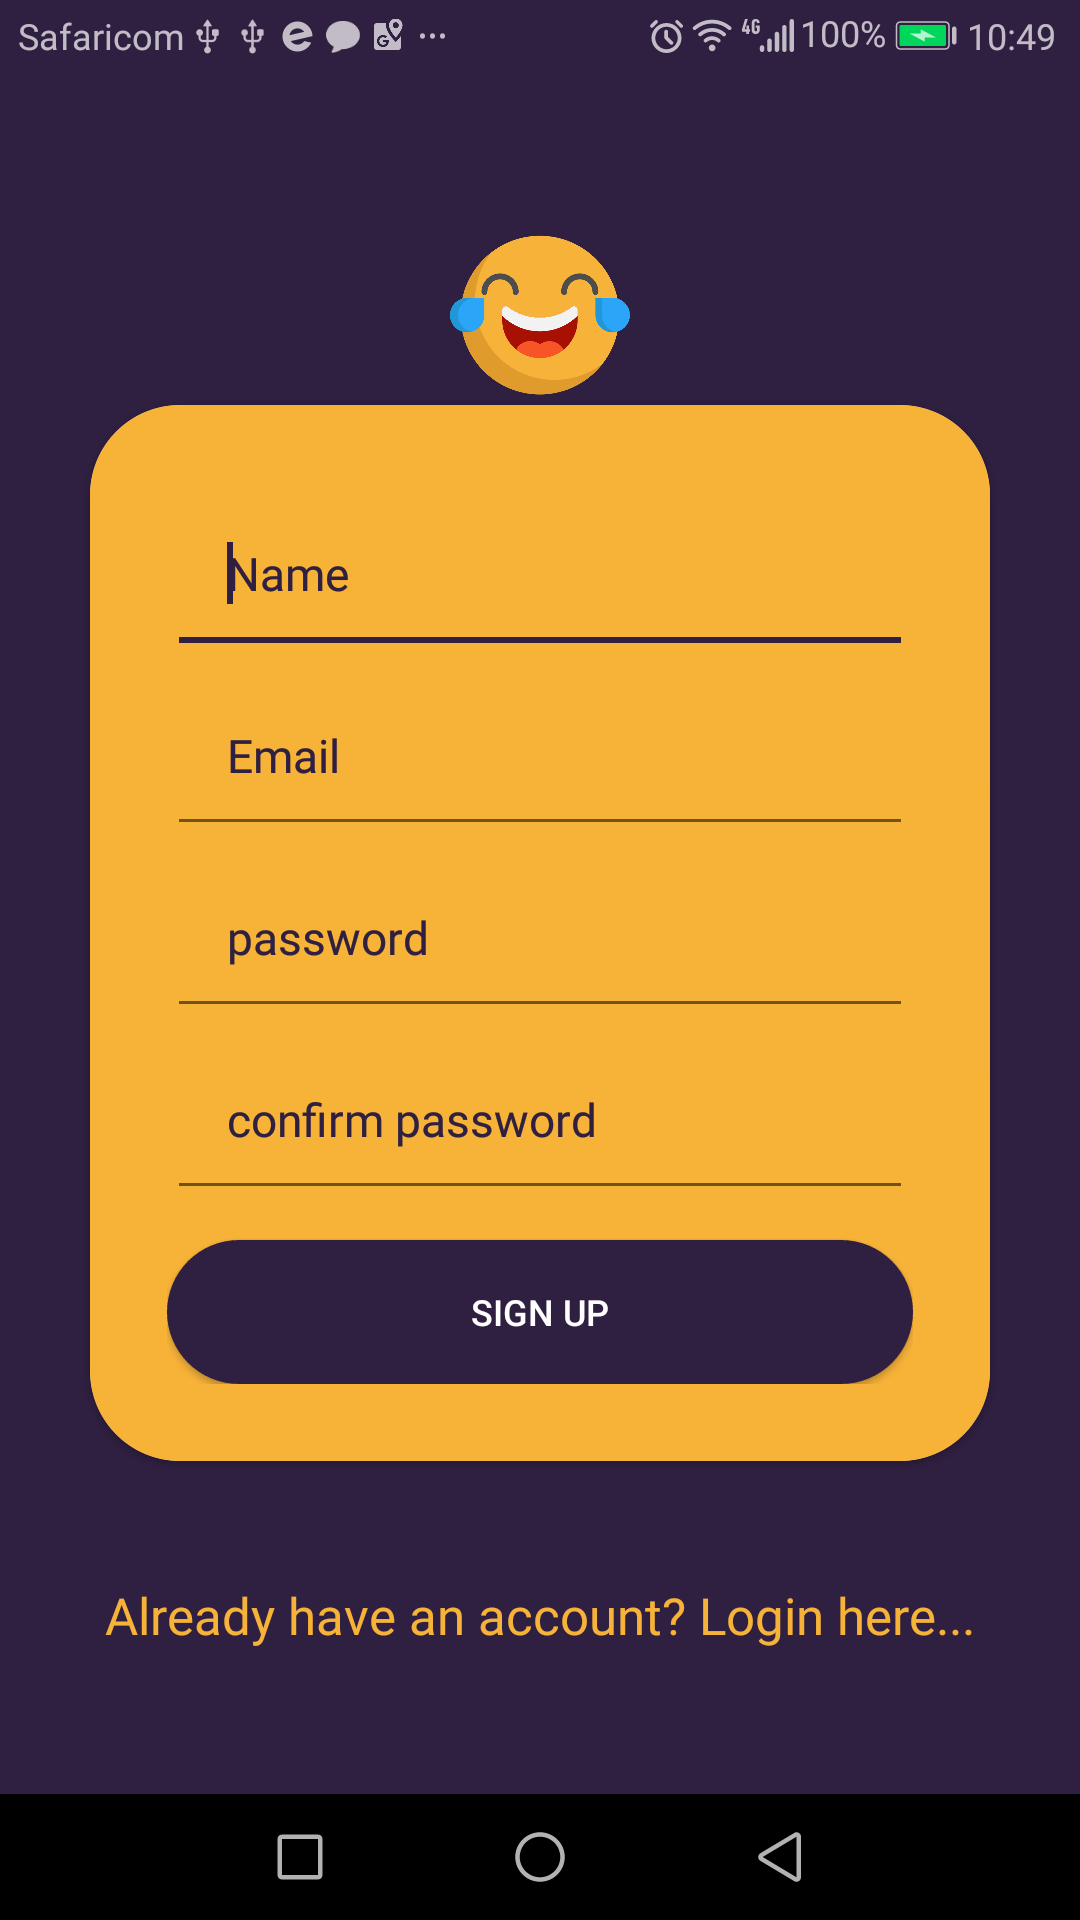 Safaricom 4G 100% 10:49
Name
Email
password
confirm password
SIGN UP
Already have an account? Login here...